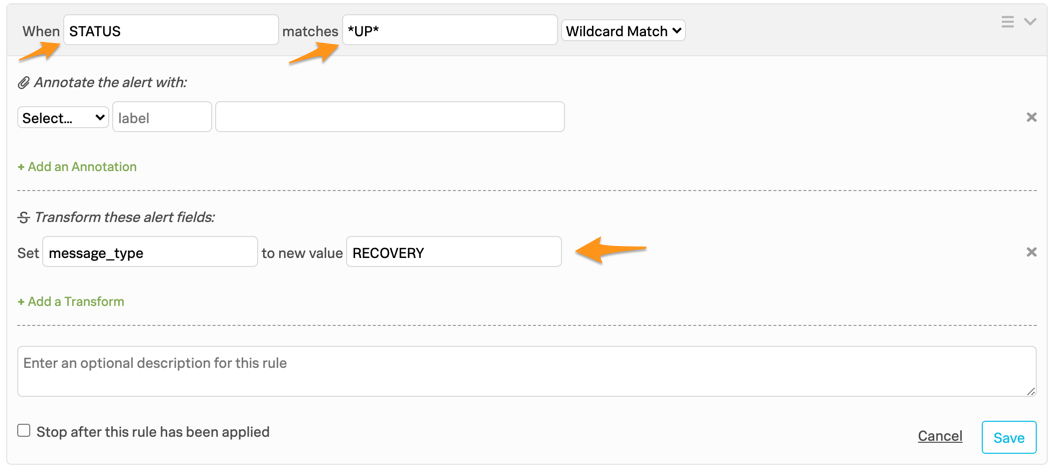 When STATUS matches *UP* Wildcard Match
Annotate the alert with:
Select... label
+ Add an Annotation
Transform these alert fields:
Set message_type to new value RECOVERY
+ Add a Transform
Enter an optional description for this rule
Stop after this rule has been applied
Cancel Save